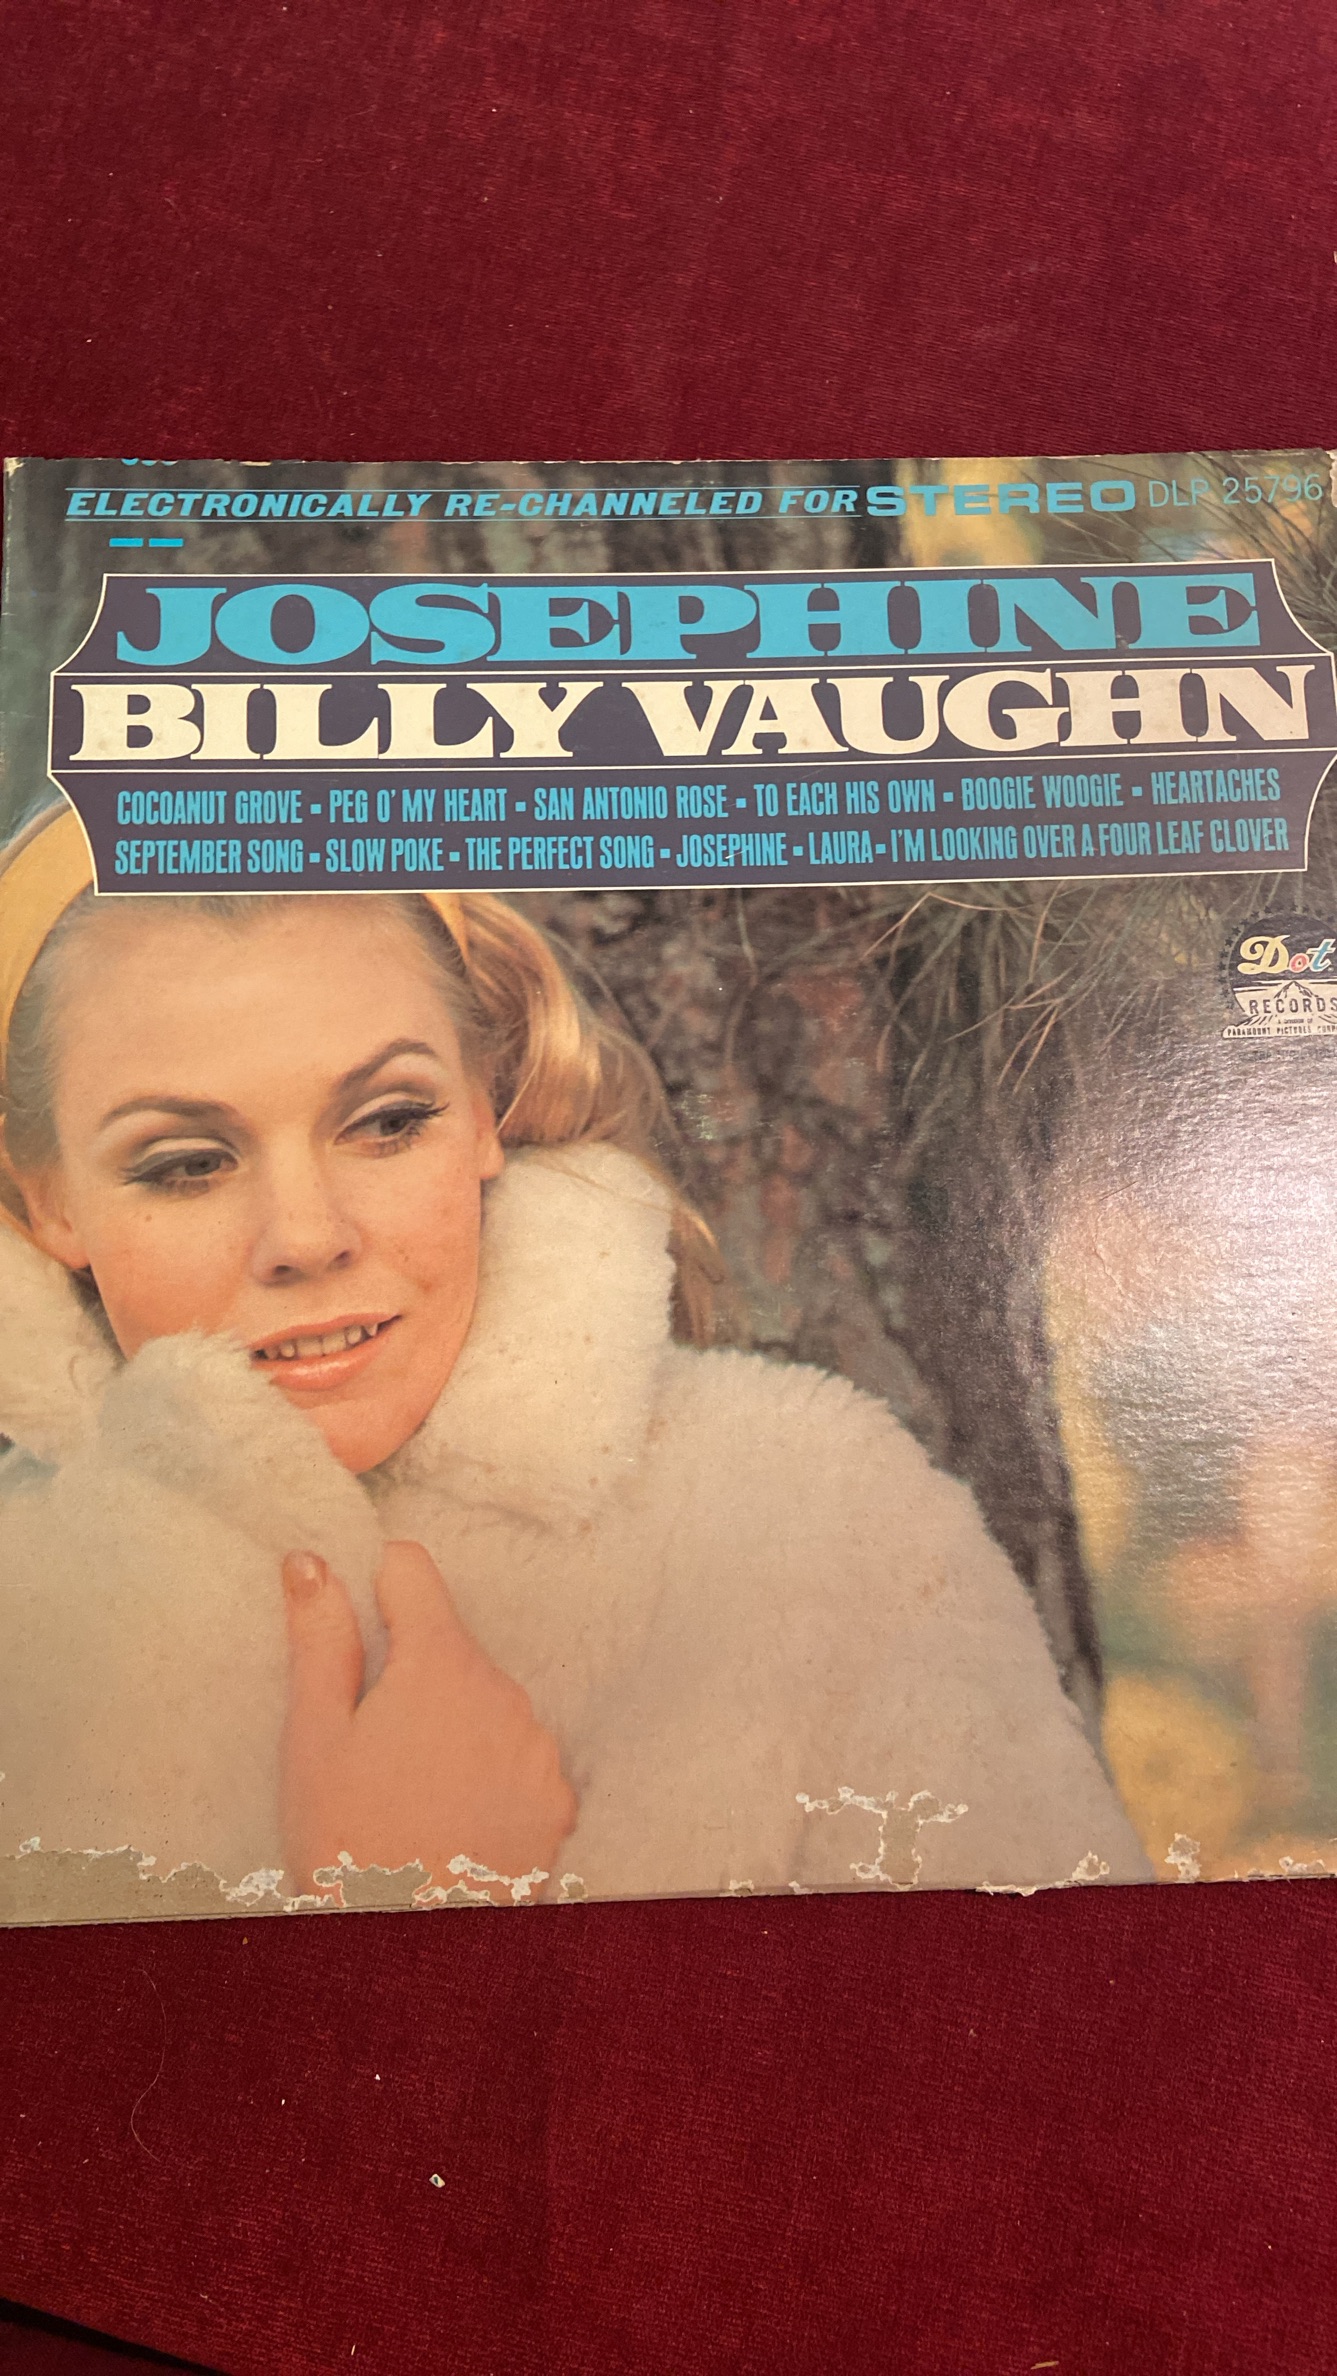 ELECTRONICALLY RE-CHANNELED FOR STEREO DLP 25796
JOSEPHINE
BILLY VAUGHN
COCOANUT GROVE - PEG O' MY HEART - SAN ANTONIO ROSE - TO EACH HIS OWN - BOOGIE WOOGIE - HEARTACHES
SEPTEMBER SONG - SLOW POKE - THE PERFECT SONG - JOSEPHINE - LAURA - I'M LOOKING OVER A FOUR LEAF CLOVER
Dot
RECORDS
PARAMOUNT PICTURES